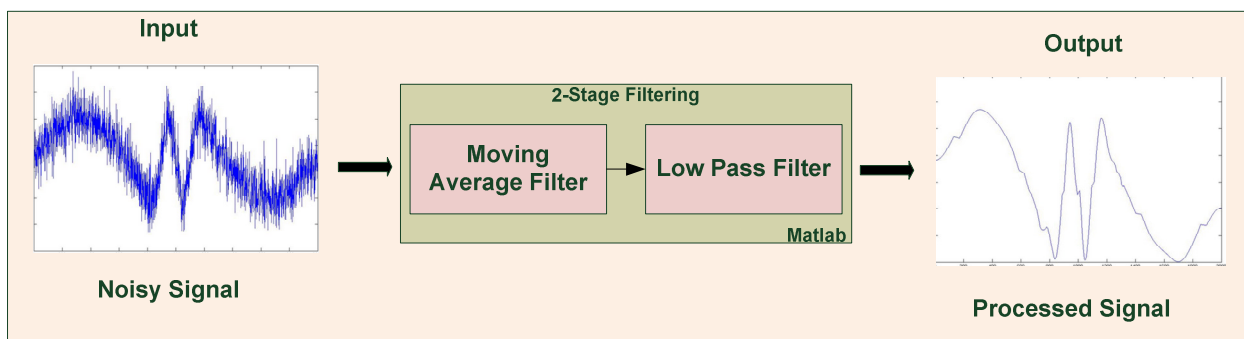 Input
Noisy Signal
2-Stage Filtering
Moving
Average Filter
Low Pass Filter
Matlab
Output
Processed Signal